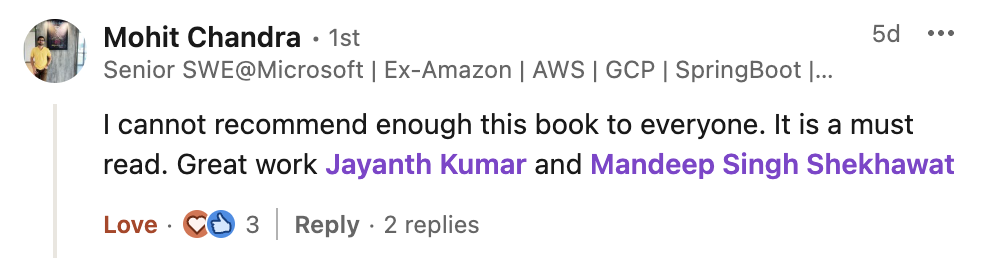 Mohit Chandra · 1st
5d ···
Senior SWE@Microsoft | Ex-Amazon | AWS | GCP | SpringBoot |...
I cannot recommend enough this book to everyone. It is a must
read. Great work Jayanth Kumar and Mandeep Singh Shekhawat
Love · 3 | Reply · 2 replies